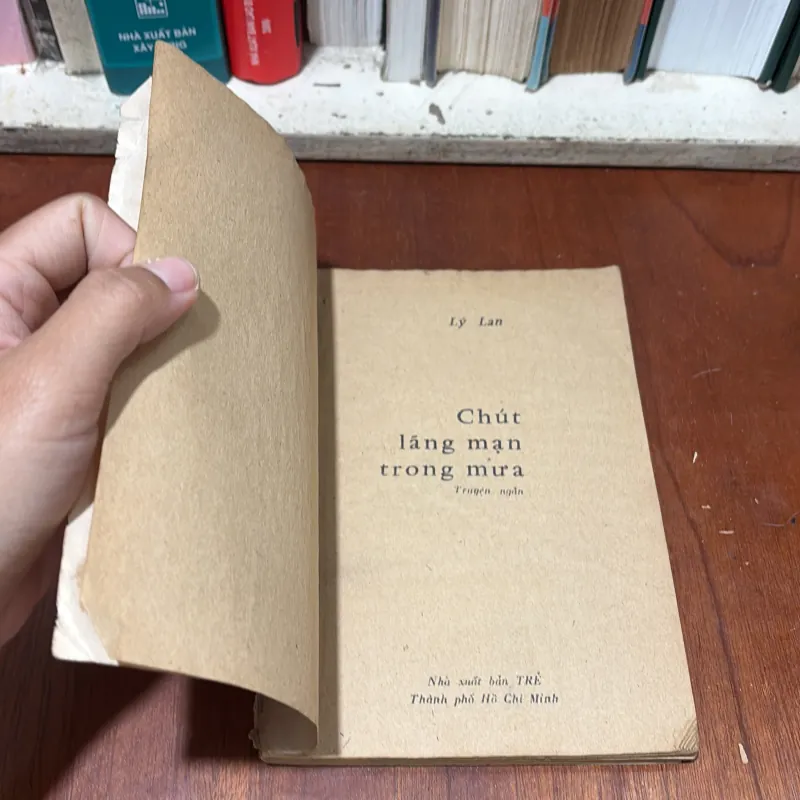 NHÀ XUẤT BẢN
XÂY DỰNG
Lý Lan
Chút
lãng mạn
trong mưa
Truyện ngắn
Nhà xuất bản TRẺ
Thành phố Hồ Chí Minh